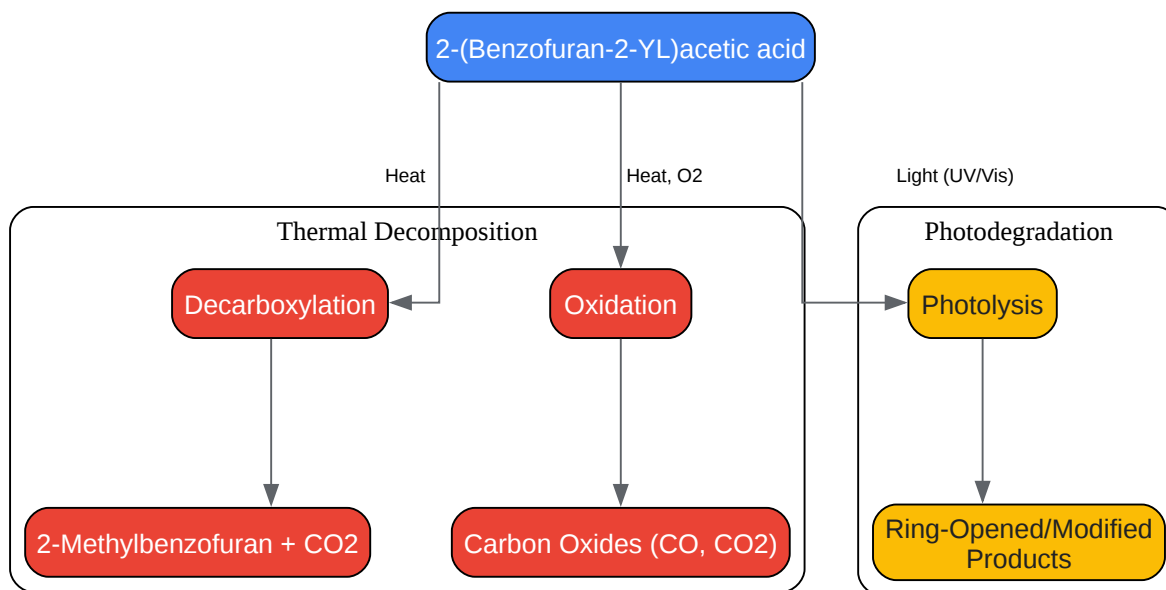 2-(Benzofuran-2-YL)acetic acid
Heat
Heat, O2
Light (UV/Vis)
Thermal Decomposition
Photodegradation
Decarboxylation
Oxidation
Photolysis
2-Methylbenzofuran + CO2
Carbon Oxides (CO, CO2)
Ring-Opened/Modified
Products